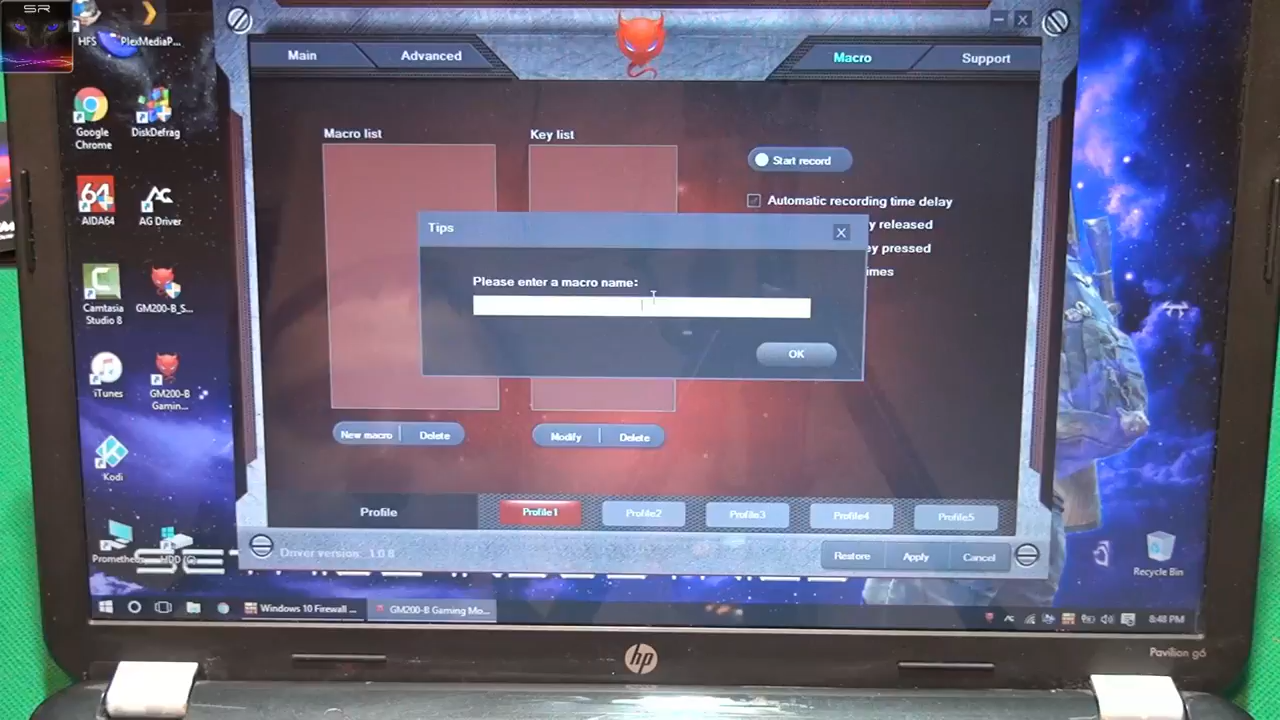 SR
HFS
PlexMediaP...
Google
Chrome
DiskDefrag
64
AIDA64
AG Driver
Camtasia
Studio 8
GM200-B_S...
iTunes
GM200-B
Gamin...
Kodi
Main
Advanced
Macro
Support
Macro list
Key list
Start record
Automatic recording time delay
y released
ey pressed
imes
Tips
Please enter a macro name:
OK
New macro
Delete
Modify
Delete
Profile
Profile1
Profile2
Profile3
Profile4
Profile5
Driver version: 1.0.8
Restore
Apply
Cancel
Recycle Bin
Windows 10 Firewall ...
GM200-B Gaming Mo...
8:48 PM
hp
Pavilion g6